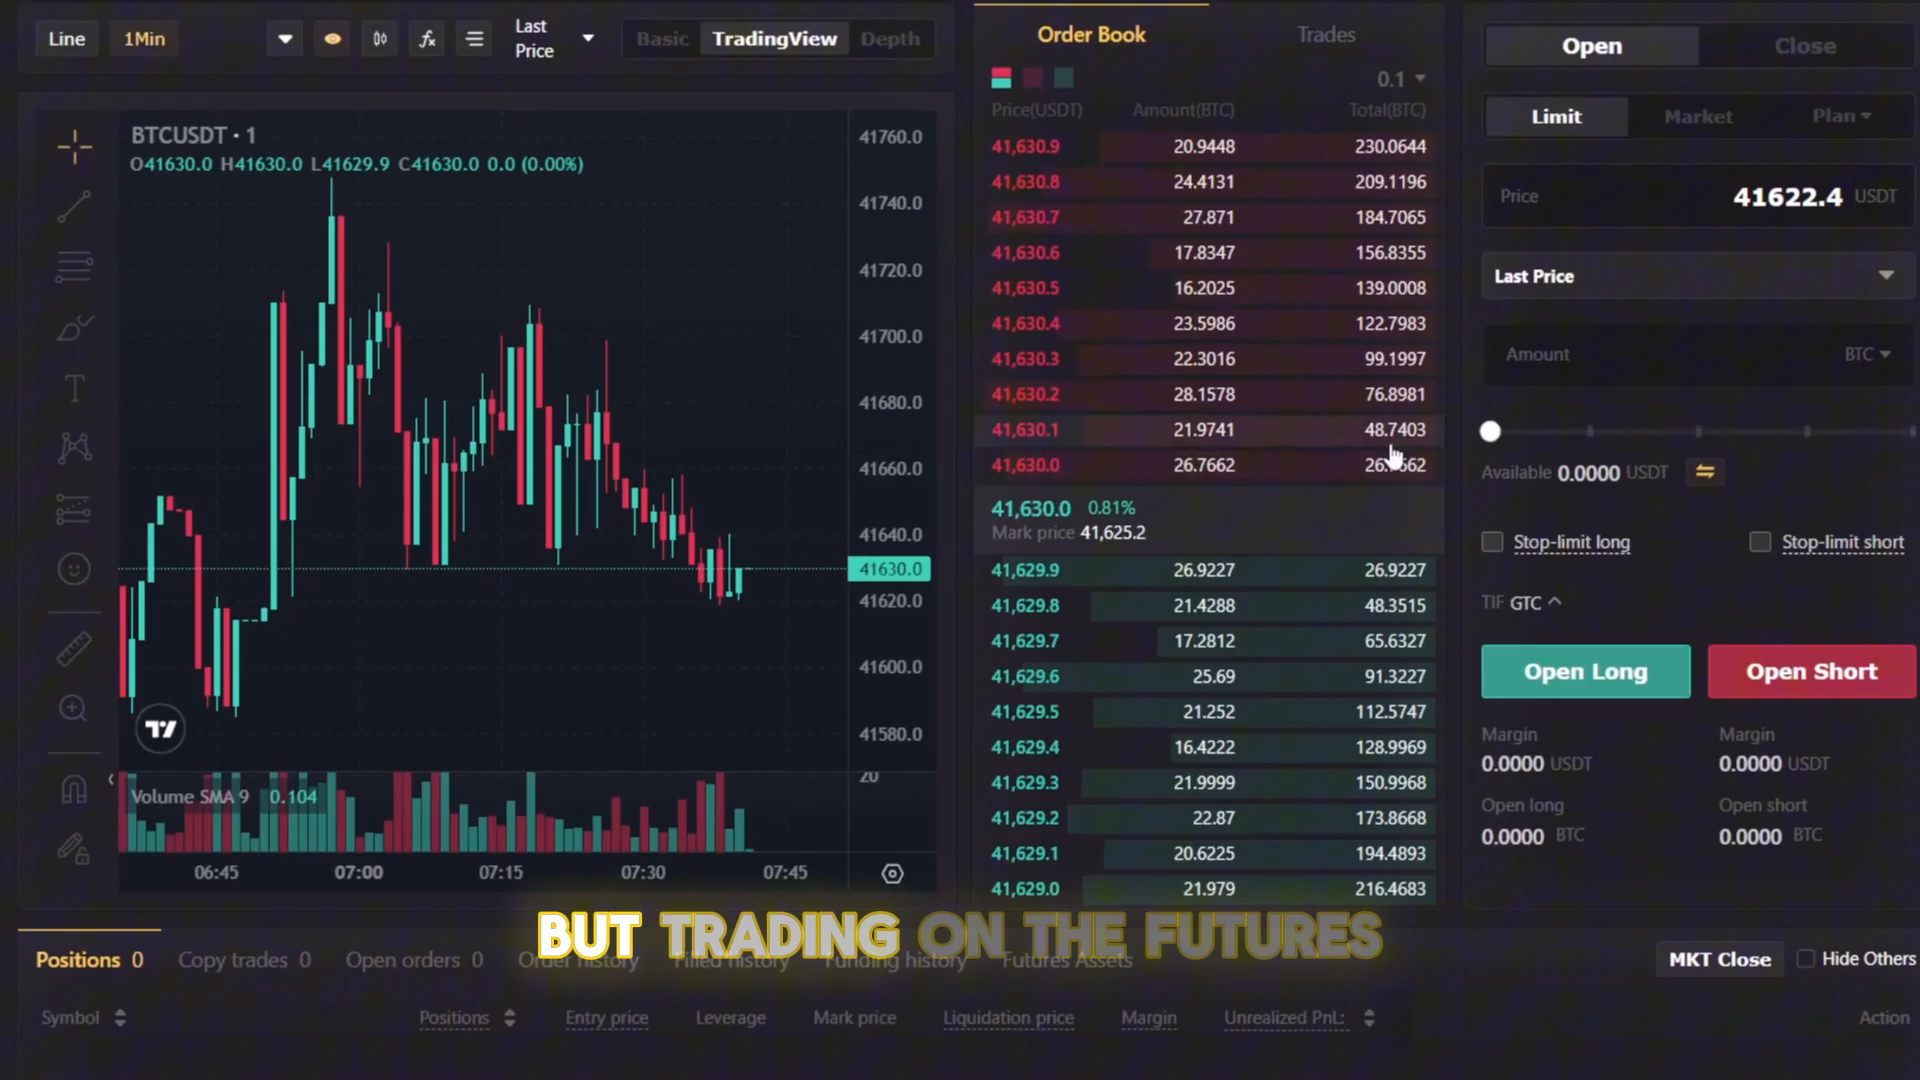 Line 1Min Last Price Basic TradingView Depth
BTCUSDT · 1
O41630.0 H41630.0 L41629.9 C41630.0 0.0 (0.00%)
41760.0
41740.0
41720.0
41700.0
41680.0
41660.0
41640.0
41630.0
41620.0
41600.0
41580.0
20
Volume SMA 9 0.104
06:45 07:00 07:15 07:30 07:45
Order Book Trades
0.1
Price(USDT) Amount(BTC) Total(BTC)
41,630.9 20.9448 230.0644
41,630.8 24.4131 209.1196
41,630.7 27.871 184.7065
41,630.6 17.8347 156.8355
41,630.5 16.2025 139.0008
41,630.4 23.5986 122.7983
41,630.3 22.3016 99.1997
41,630.2 28.1578 76.8981
41,630.1 21.9741 48.7403
41,630.0 26.7662
41,630.0 0.81%
Mark price 41,625.2
41,629.9 26.9227 26.9227
41,629.8 21.4288 48.3515
41,629.7 17.2812 65.6327
41,629.6 25.69 91.3227
41,629.5 21.252 112.5747
41,629.4 16.4222 128.9969
41,629.3 21.9999 150.9968
41,629.2 22.87 173.8668
41,629.1 20.6225 194.4893
41,629.0 21.979 216.4683
Open Close
Limit Market Plan
Price 41622.4 USDT
Last Price
Amount BTC
Available 0.0000 USDT
Stop-limit long Stop-limit short
TIF GTC
Open Long Open Short
Margin Margin
0.0000 USDT 0.0000 USDT
Open long Open short
0.0000 BTC 0.0000 BTC
BUT TRADING ON THE FUTURES
Positions 0 Copy trades 0 Open orders 0 Order history Filled history Funding history Futures Assets MKT Close Hide Others
Symbol Positions Entry price Leverage Mark price Liquidation price Margin Unrealized PnL: Action